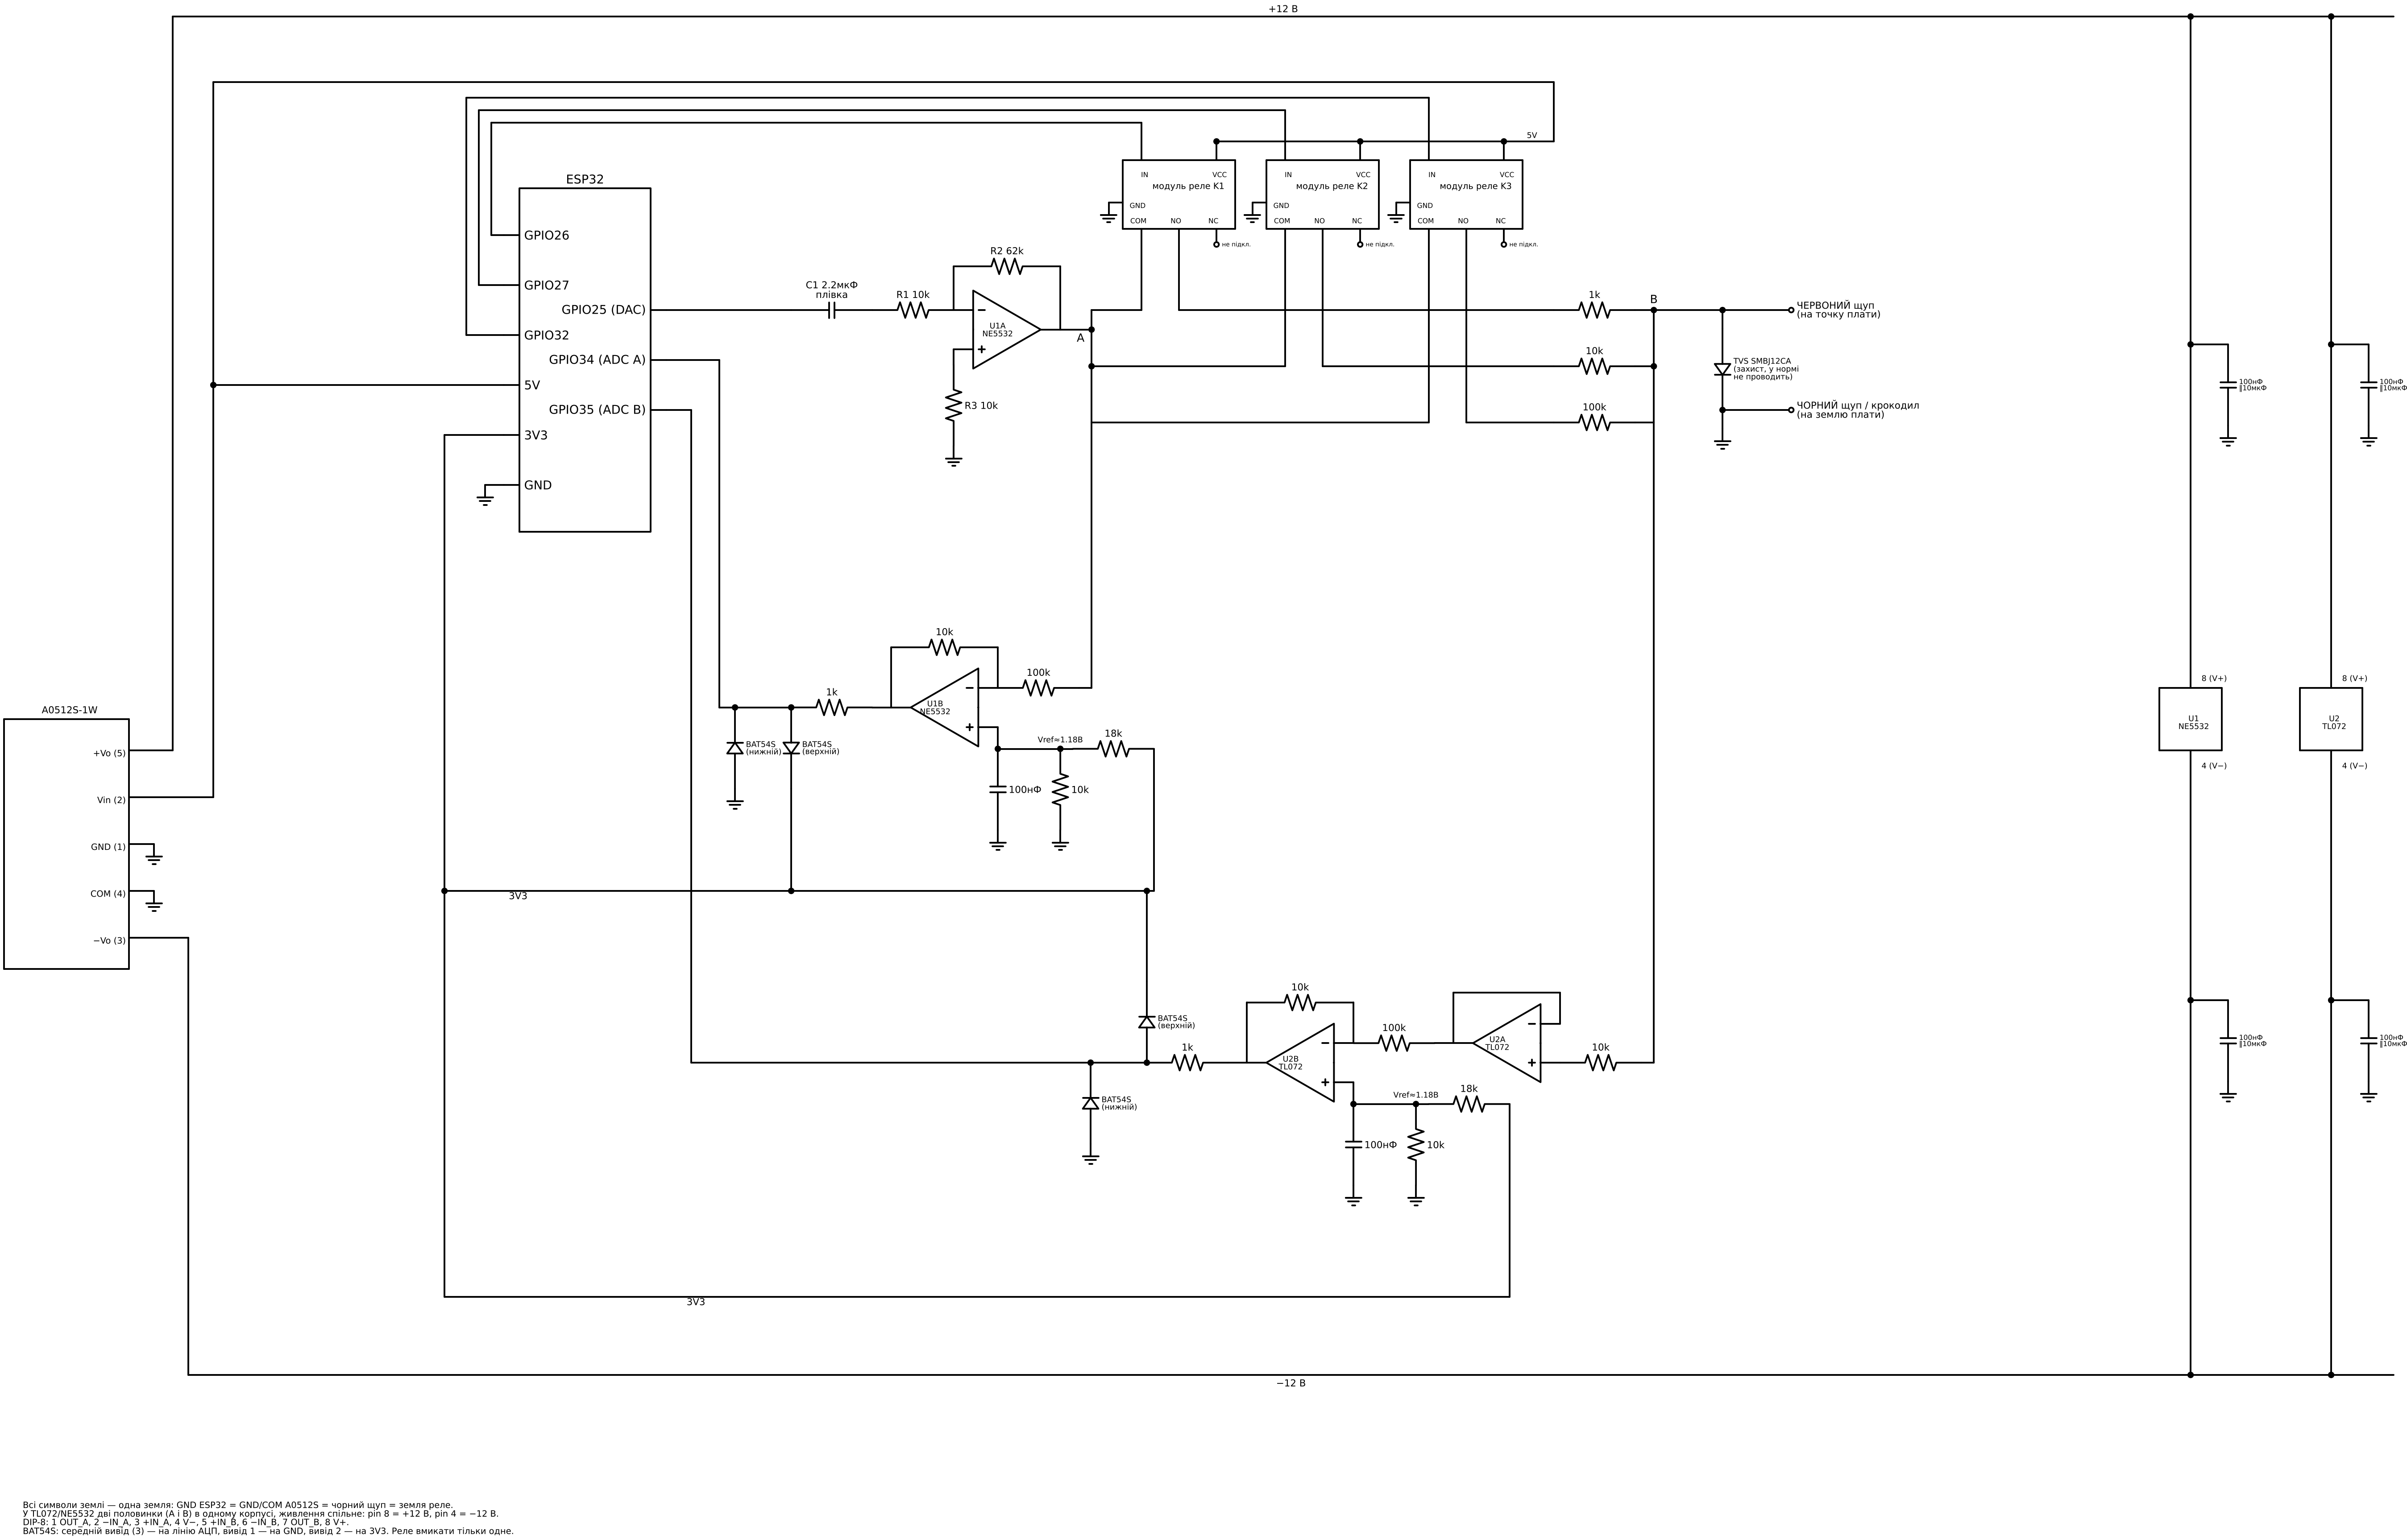 +12 В
5V
ESP32
IN
VCC
модуль реле K1
GND
COM
NO
NC
не підкл.
IN
VCC
модуль реле K2
GND
COM
NO
NC
не підкл.
IN
VCC
модуль реле K3
GND
COM
NO
NC
не підкл.
GPIO26
GPIO27
GPIO25 (DAC)
GPIO32
GPIO34 (ADC A)
5V
GPIO35 (ADC B)
3V3
GND
C1 2.2мкФ
плівка
R1 10k
R2 62k
U1A
NE5532
−
+
R3 10k
A
1k
10k
100k
B
ЧЕРВОНИЙ щуп
(на точку плати)
TVS SMBJ12CA
(захист, у нормі
не проводить)
ЧОРНИЙ щуп / крокодил
(на землю плати)
100нФ
‖10мкФ
100нФ
‖10мкФ
10k
1k
U1B
NE5532
−
+
100k
BAT54S
(нижній)
BAT54S
(верхній)
Vref≈1.18В
18k
100нФ
10k
3V3
A0512S-1W
+Vo (5)
Vin (2)
GND (1)
COM (4)
−Vo (3)
8 (V+)
U1
NE5532
4 (V−)
8 (V+)
U2
TL072
4 (V−)
BAT54S
(верхній)
1k
10k
U2B
TL072
−
+
100k
U2A
TL072
−
+
10k
BAT54S
(нижній)
Vref≈1.18В
18k
100нФ
10k
100нФ
‖10мкФ
100нФ
‖10мкФ
3V3
−12 В
Всі символи землі — одна земля: GND ESP32 = GND/COM A0512S = чорний щуп = земля реле.
У TL072/NE5532 дві половинки (A і B) в одному корпусі, живлення спільне: pin 8 = +12 В, pin 4 = −12 В.
DIP-8: 1 OUT_A, 2 −IN_A, 3 +IN_A, 4 V−, 5 +IN_B, 6 −IN_B, 7 OUT_B, 8 V+.
BAT54S: середній вивід (3) — на лінію АЦП, вивід 1 — на GND, вивід 2 — на 3V3. Реле вмикати тільки одне.